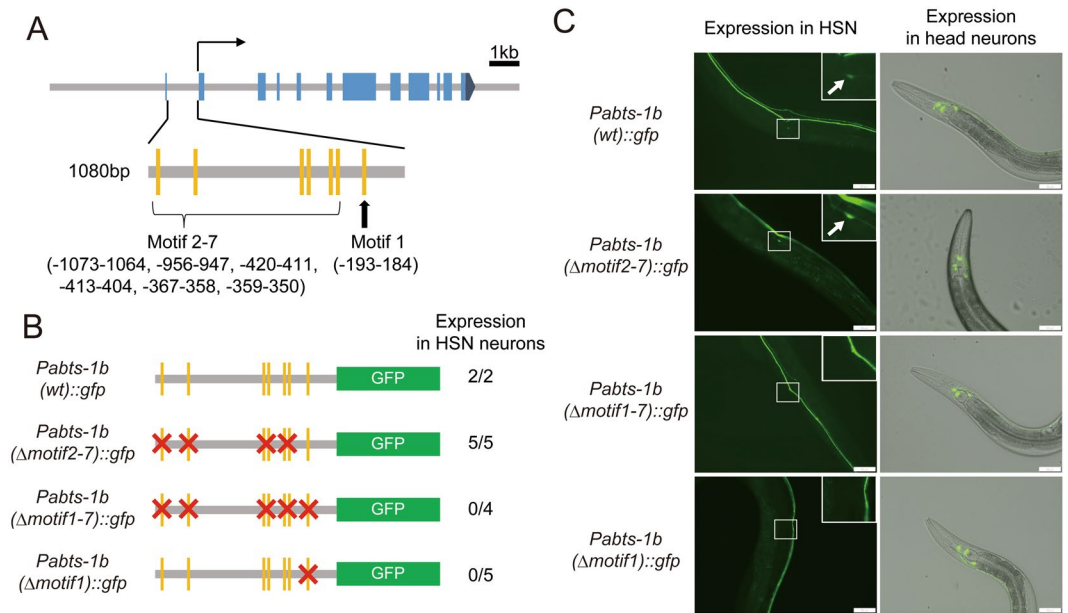 A
1kb
1080bp
Motif 2-7
(-1073-1064, -956-947, -420-411,
-413-404, -367-358, -359-350)
Motif 1
(-193-184)
B
Expression
in HSN neurons
Pabts-1b
(wt)::gfp
GFP
2/2
Pabts-1b
(Δmotif2-7)::gfp
GFP
5/5
Pabts-1b
(Δmotif1-7)::gfp
GFP
0/4
Pabts-1b
(Δmotif1)::gfp
GFP
0/5
C
Expression in HSN
Expression
in head neurons
Pabts-1b
(wt)::gfp
Pabts-1b
(Δmotif2-7)::gfp
Pabts-1b
(Δmotif1-7)::gfp
Pabts-1b
(Δmotif1)::gfp